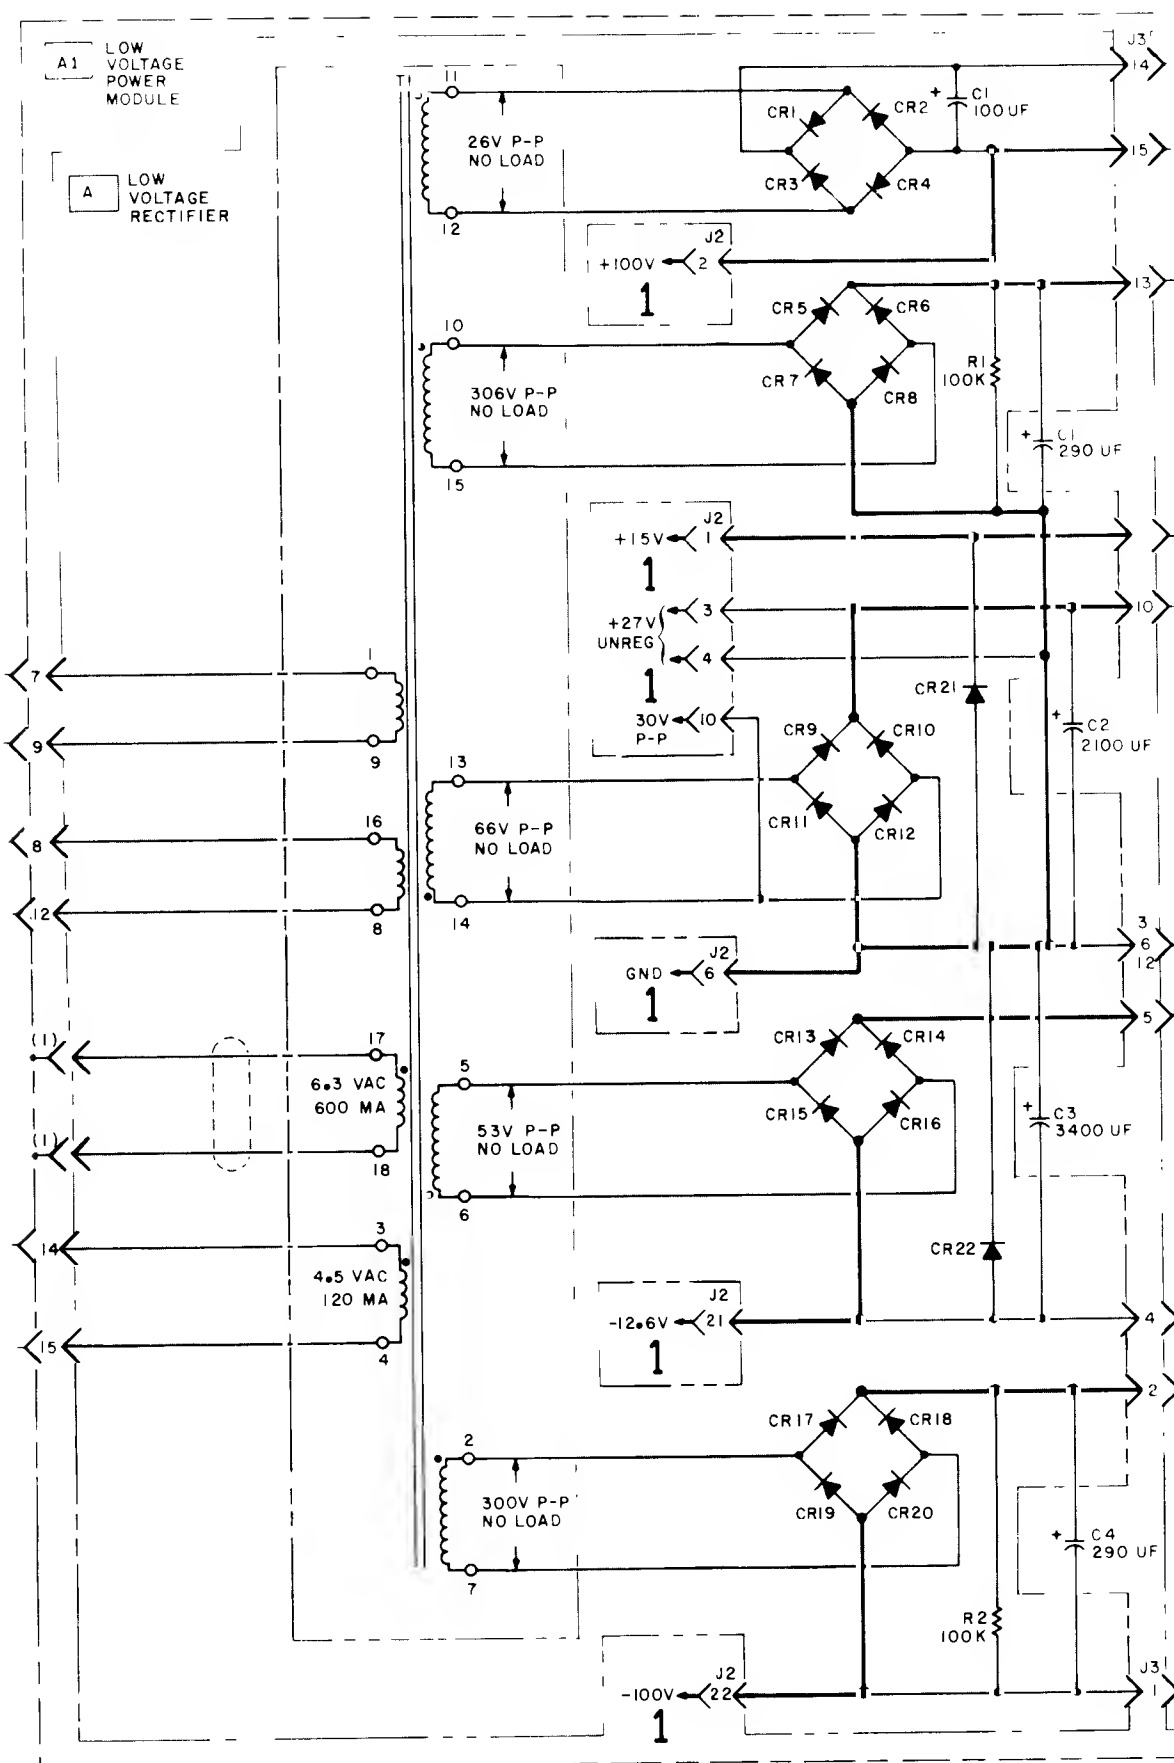 A1
LOW
VOLTAGE
POWER
MODULE
A
LOW
VOLTAGE
RECTIFIER
T1
11
26V P-P
NO LOAD
12
CR1
CR2
CR3
CR4
+
C1
100UF
J3
14
15
J2
+100V
2
1
13
10
306V P-P
NO LOAD
15
CR5
CR6
CR7
CR8
R1
100K
+
C1
290 UF
J2
+15V
1
1
+27V
UNREG
3
4
1
30V
P-P
10
10
CR21
+
C2
2100 UF
7
1
9
9
8
16
12
8
13
66V P-P
NO LOAD
14
CR9
CR10
CR11
CR12
3
6
12
J2
GND
6
1
5
(1)
17
6.3 VAC
600 MA
(1)
18
5
53V P-P
NO LOAD
6
CR13
CR14
CR15
CR16
+
C3
3400 UF
CR22
14
3
4.5 VAC
120 MA
15
4
J2
-12.6V
21
1
4
2
2
300V P-P
NO LOAD
7
CR17
CR18
CR19
CR20
+
C4
290 UF
R2
100K
J2
-100V
22
1
J3
1